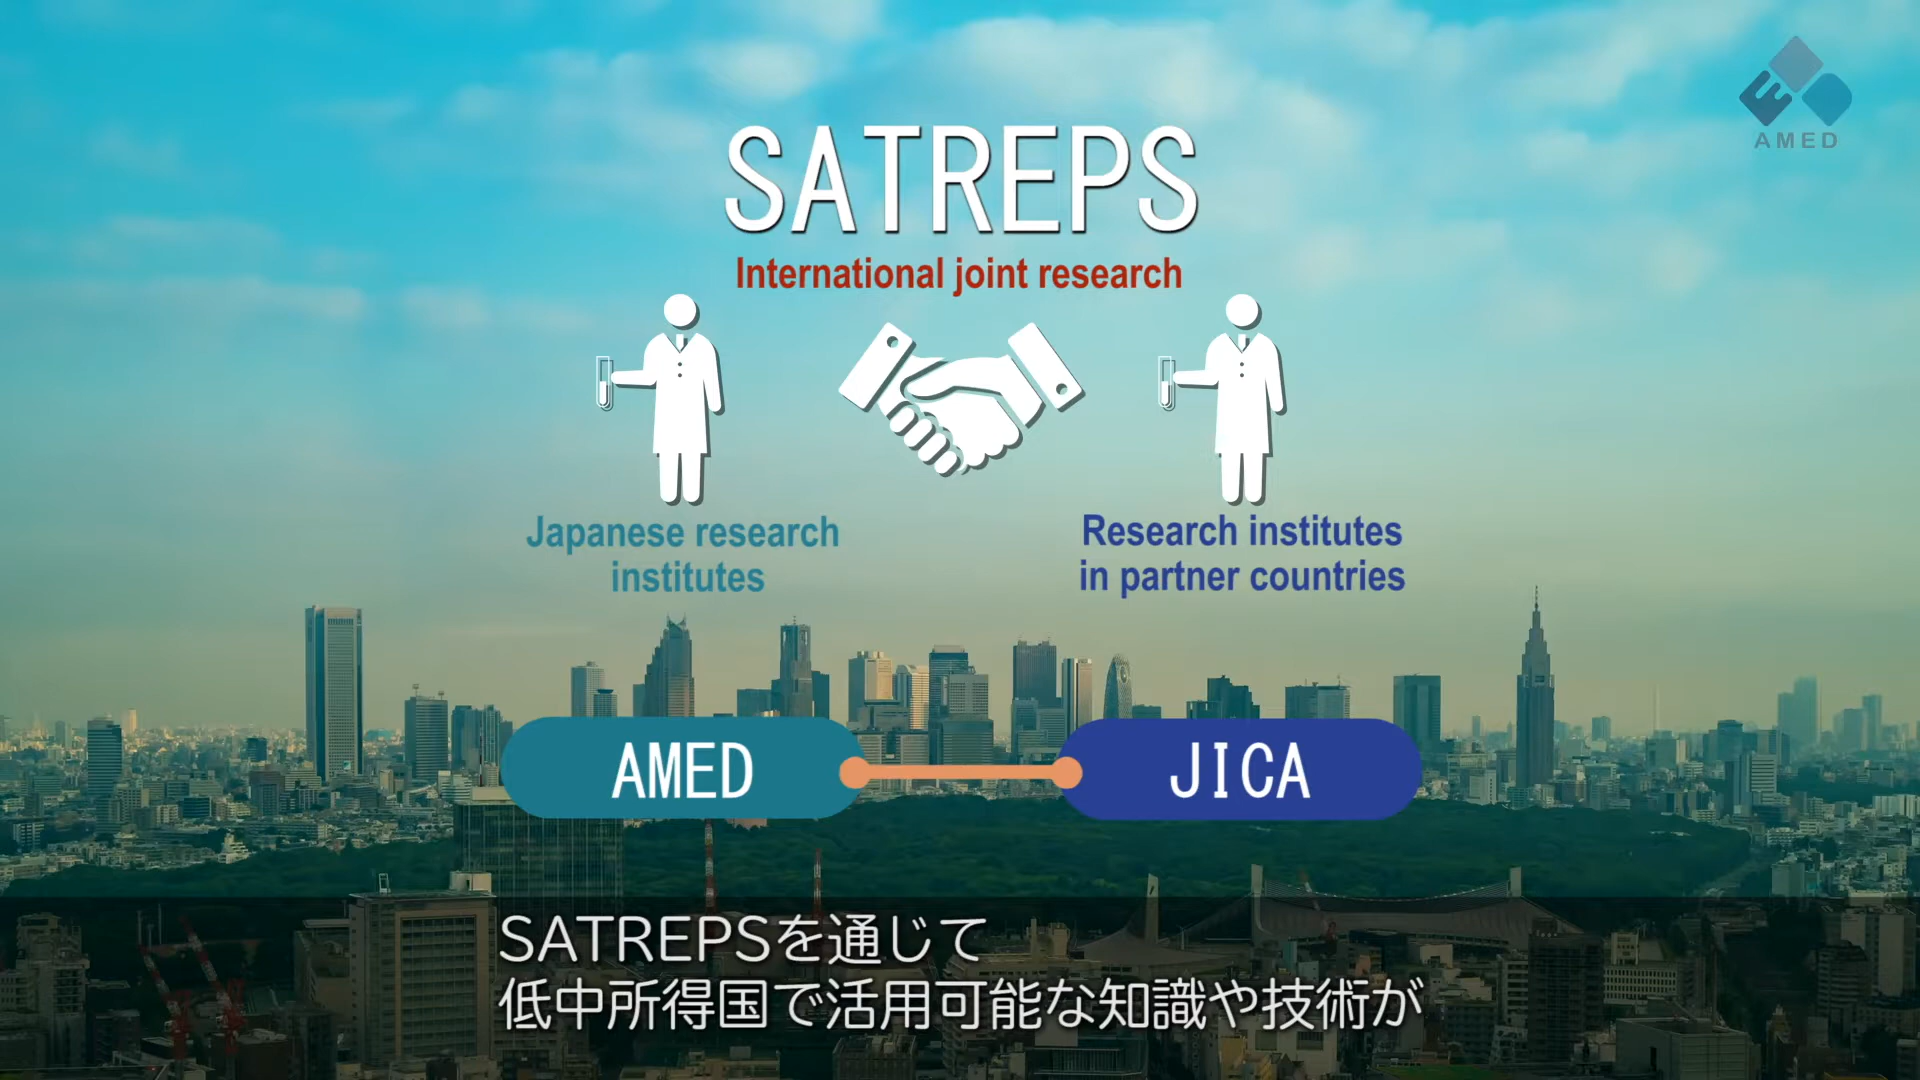 AMED
SATREPS
International joint research
Japanese research
institutes
Research institutes
in partner countries
AMED
JICA
SATREPSを通じて
低中所得国で活用可能な知識や技術が